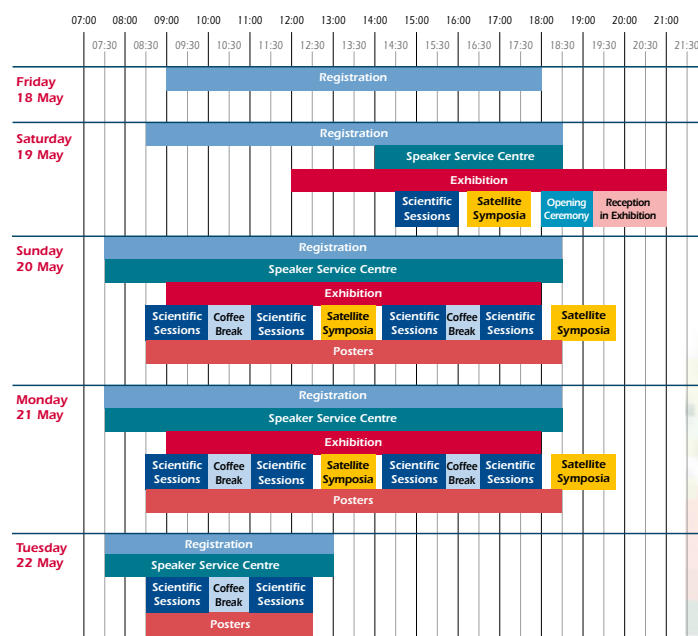 07:00 08:00 09:00 10:00 11:00 12:00 13:00 14:00 15:00 16:00 17:00 18:00 19:00 20:00 21:00
07:30 08:30 09:30 10:30 11:30 12:30 13:30 14:30 15:30 16:30 17:30 18:30 19:30 20:30 21:30
Friday
18 May
Registration
Saturday
19 May
Registration
Speaker Service Centre
Exhibition
Scientific Satellite Opening Reception
Sessions Symposia Ceremony in Exhibition
Sunday
20 May
Registration
Speaker Service Centre
Exhibition
Scientific Coffee Scientific Satellite Scientific Coffee Scientific Satellite
Sessions Break Sessions Symposia Sessions Break Sessions Symposia
Posters
Monday
21 May
Registration
Speaker Service Centre
Exhibition
Scientific Coffee Scientific Satellite Scientific Coffee Scientific Satellite
Sessions Break Sessions Symposia Sessions Break Sessions Symposia
Posters
Tuesday
22 May
Registration
Speaker Service Centre
Scientific Coffee Scientific
Sessions Break Sessions
Posters